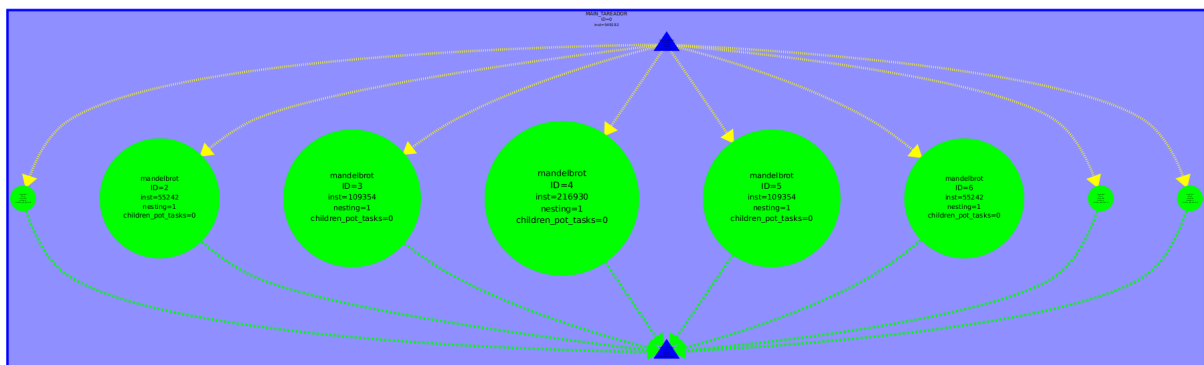 MAIN_TAREADOR
ID=0
mandelbrot
ID=2
inst=55242
nesting=1
children_pot_tasks=0
mandelbrot
ID=3
inst=109354
nesting=1
children_pot_tasks=0
mandelbrot
ID=4
inst=216930
nesting=1
children_pot_tasks=0
mandelbrot
ID=5
inst=109354
nesting=1
children_pot_tasks=0
mandelbrot
ID=6
inst=55242
nesting=1
children_pot_tasks=0